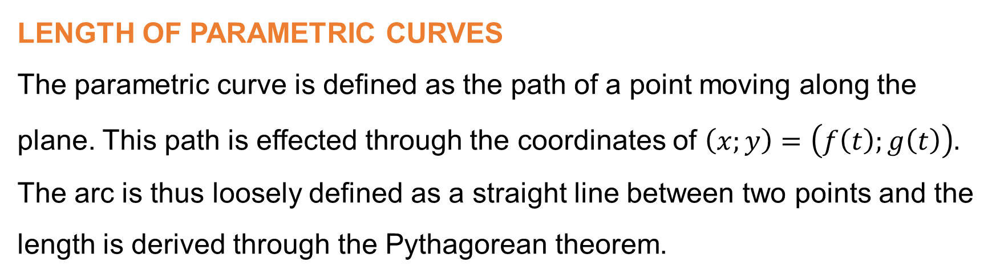 LENGTH OF PARAMETRIC CURVES
The parametric curve is defined as the path of a point moving along the
plane. This path is effected through the coordinates of (x; y) = (f(t); g(t)).
The arc is thus loosely defined as a straight line between two points and the
length is derived through the Pythagorean theorem.